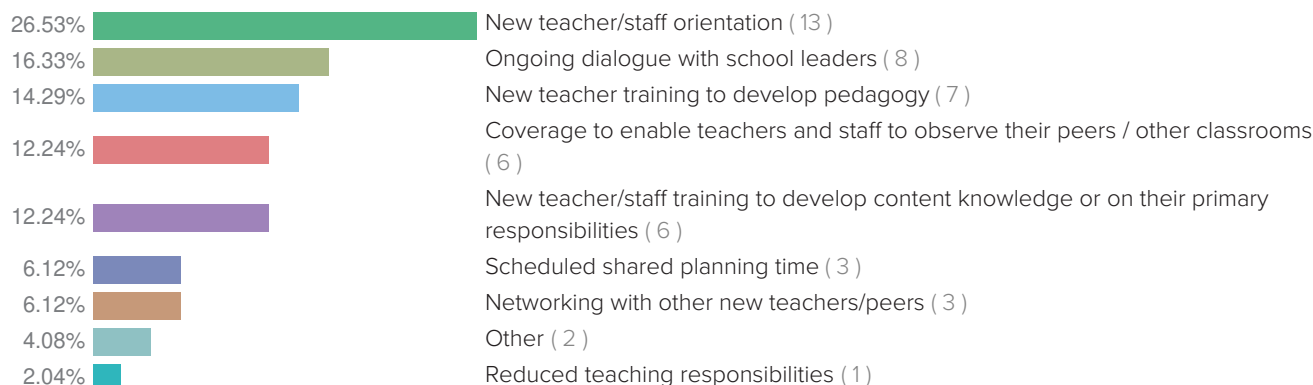 26.53% New teacher/staff orientation ( 13 )
16.33% Ongoing dialogue with school leaders ( 8 )
14.29% New teacher training to develop pedagogy ( 7 )
12.24% Coverage to enable teachers and staff to observe their peers / other classrooms
( 6 )
12.24% New teacher/staff training to develop content knowledge or on their primary
responsibilities ( 6 )
6.12% Scheduled shared planning time ( 3 )
6.12% Networking with other new teachers/peers ( 3 )
4.08% Other ( 2 )
2.04% Reduced teaching responsibilities ( 1 )